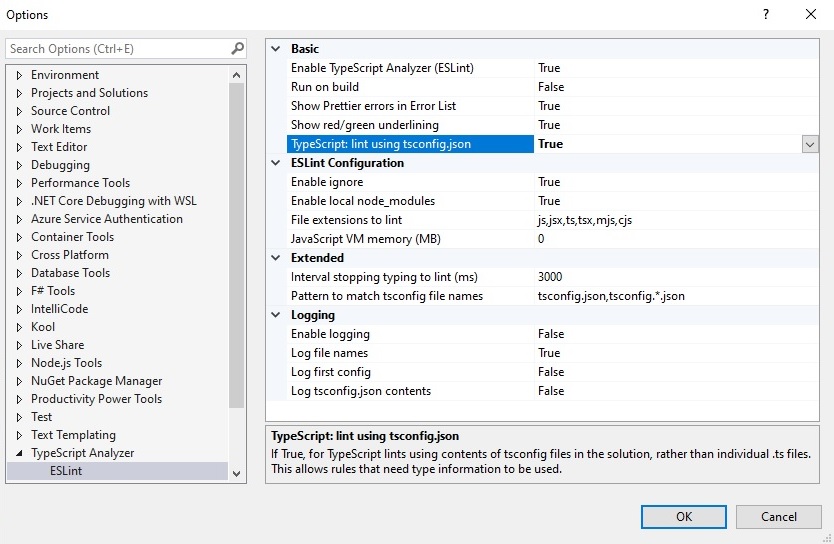 Options
Search Options (Ctrl+E)
Environment
Projects and Solutions
Source Control
Work Items
Text Editor
Debugging
Performance Tools
.NET Core Debugging with WSL
Azure Service Authentication
Container Tools
Cross Platform
Database Tools
F# Tools
IntelliCode
Kool
Live Share
Node.js Tools
NuGet Package Manager
Productivity Power Tools
Test
Text Templating
TypeScript Analyzer
ESLint
Basic
Enable TypeScript Analyzer (ESLint) True
Run on build False
Show Prettier errors in Error List True
Show red/green underlining True
TypeScript: lint using tsconfig.json True
ESLint Configuration
Enable ignore True
Enable local node_modules True
File extensions to lint js,jsx,ts,tsx,mjs,cjs
JavaScript VM memory (MB) 0
Extended
Interval stopping typing to lint (ms) 3000
Pattern to match tsconfig file names tsconfig.json,tsconfig.*.json
Logging
Enable logging False
Log file names True
Log first config False
Log tsconfig.json contents False
TypeScript: lint using tsconfig.json
If True, for TypeScript lints using contents of tsconfig files in the solution, rather than individual .ts files.
This allows rules that need type information to be used.
OK Cancel